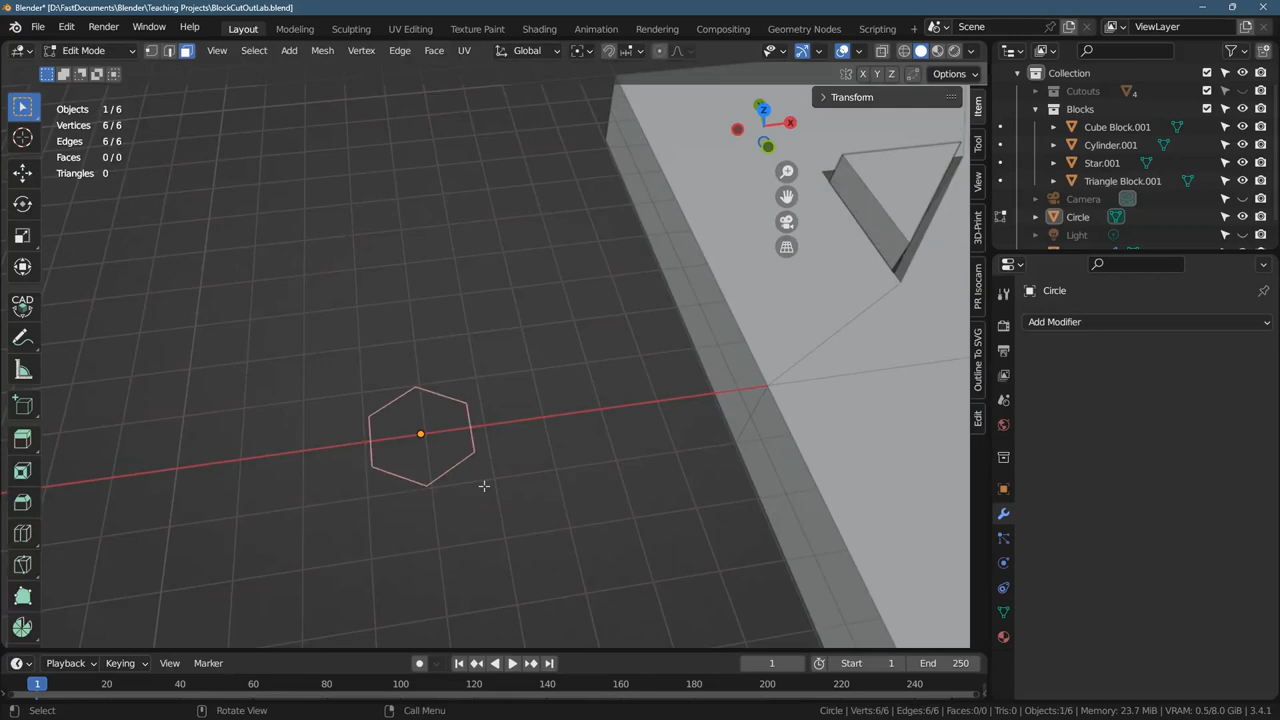 Blender* [D:\FastDocuments\Blender\Teaching Projects\BlockCutOutLab.blend]
File Edit Render Window Help Layout Modeling Sculpting UV Editing Texture Paint Shading Animation Rendering Compositing Geometry Nodes Scripting Scene ViewLayer
Edit Mode View Select Add Mesh Vertex Edge Face UV Global
X Y Z Options
Objects 1/6
Vertices 6/6
Edges 6/6
Faces 0/0
Triangles 0
Transform
Z
X
CAD
Item
Tool
View
3D-Print
PR Isocam
Outline To SVG
Edit
Collection
Cutouts 4
Blocks
Cube Block.001
Cylinder.001
Star.001
Triangle Block.001
Camera
Circle
Light
Circle
Add Modifier
Playback Keying View Marker 1 Start 1 End 250
1 20 40 60 80 100 120 140 160 180 200 220 240
Select Rotate View Call Menu Circle | Verts:6/6 | Edges:6/6 | Faces:0/0 | Tris:0 | Objects:1/6 | Memory: 23.7 MiB | VRAM: 0.5/8.0 GiB | 3.4.1